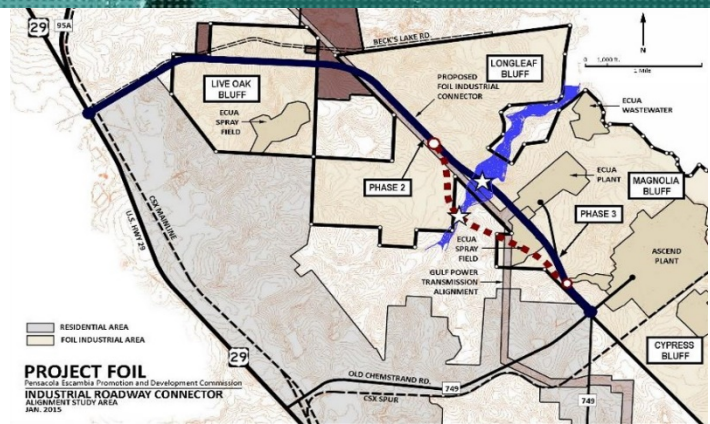 29
95A
BECK'S LAKE RD.
N
0 1,000 ft.
1 Mile
LONGLEAF
BLUFF
LIVE OAK
BLUFF
PROPOSED
FOIL INDUSTRIAL
CONNECTOR
ECUA
WASTEWATER
ECUA
SPRAY
FIELD
ECUA
PLANT
MAGNOLIA
BLUFF
PHASE 2
PHASE 3
U.S. HWY 29
CSX MAINLINE
ECUA
SPRAY
FIELD
ASCEND
PLANT
GULF POWER
TRANSMISSION
ALIGNMENT
RESIDENTIAL AREA
FOIL INDUSTRIAL AREA
CYPRESS
BLUFF
29
PROJECT FOIL
Pensacola Escambia Promotion and Development Commission
INDUSTRIAL ROADWAY CONNECTOR
ALIGNMENT STUDY AREA
JAN. 2015
OLD CHEMSTRAND RD.
749
CSX SPUR
749